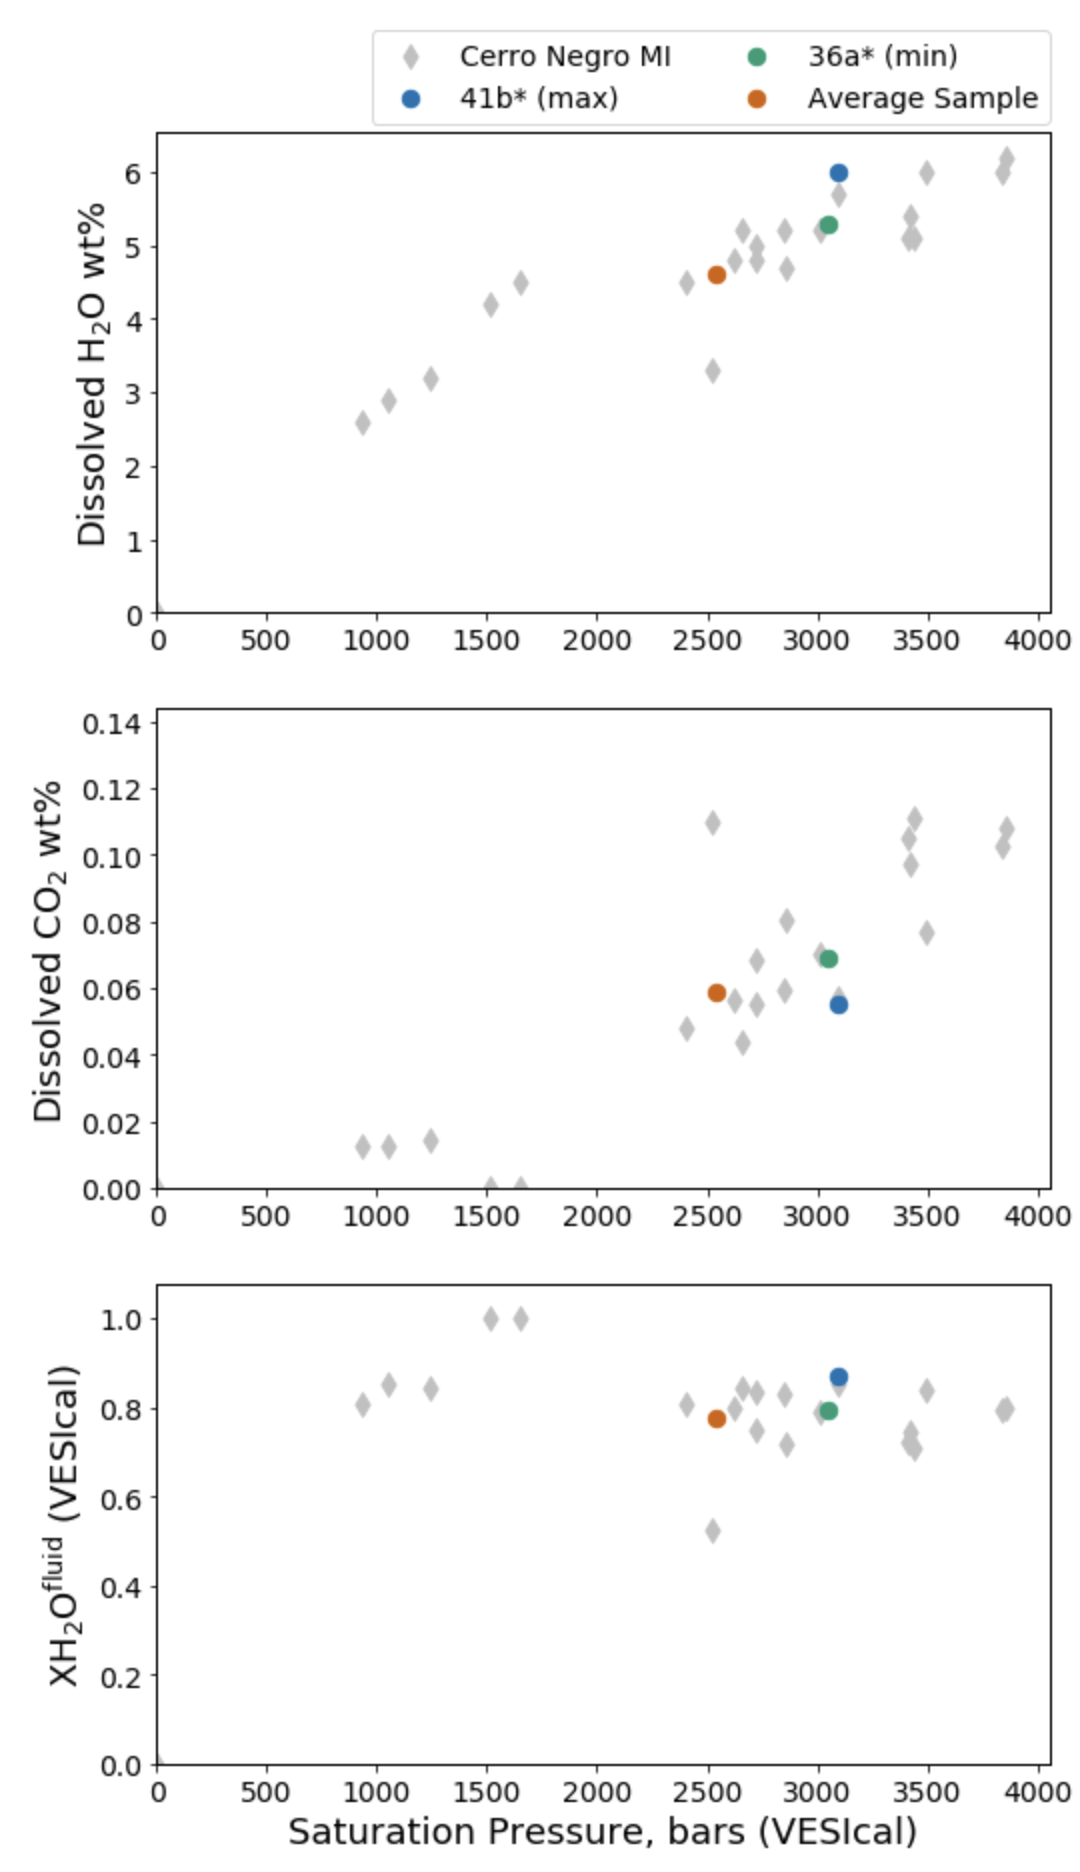 Cerro Negro MI 36a* (min)
41b* (max) Average Sample
6
5
4
3
2
1
0
Dissolved H₂O wt%
0 500 1000 1500 2000 2500 3000 3500 4000
0.14
0.12
0.10
0.08
0.06
0.04
0.02
0.00
Dissolved CO₂ wt%
0 500 1000 1500 2000 2500 3000 3500 4000
1.0
0.8
0.6
0.4
0.2
0.0
XH₂Oᶠˡᵘⁱᵈ (VESIcal)
0 500 1000 1500 2000 2500 3000 3500 4000
Saturation Pressure, bars (VESIcal)